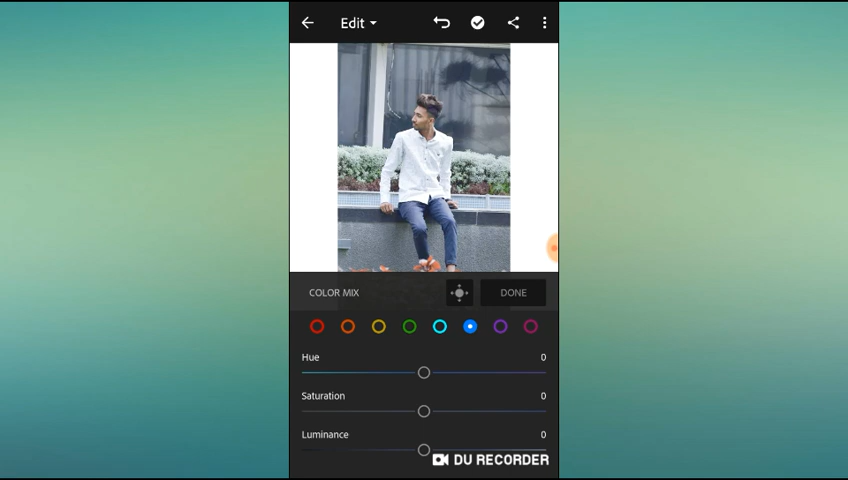 Edit
COLOR MIX
DONE
Hue 0
Saturation 0
Luminance 0
DU RECORDER